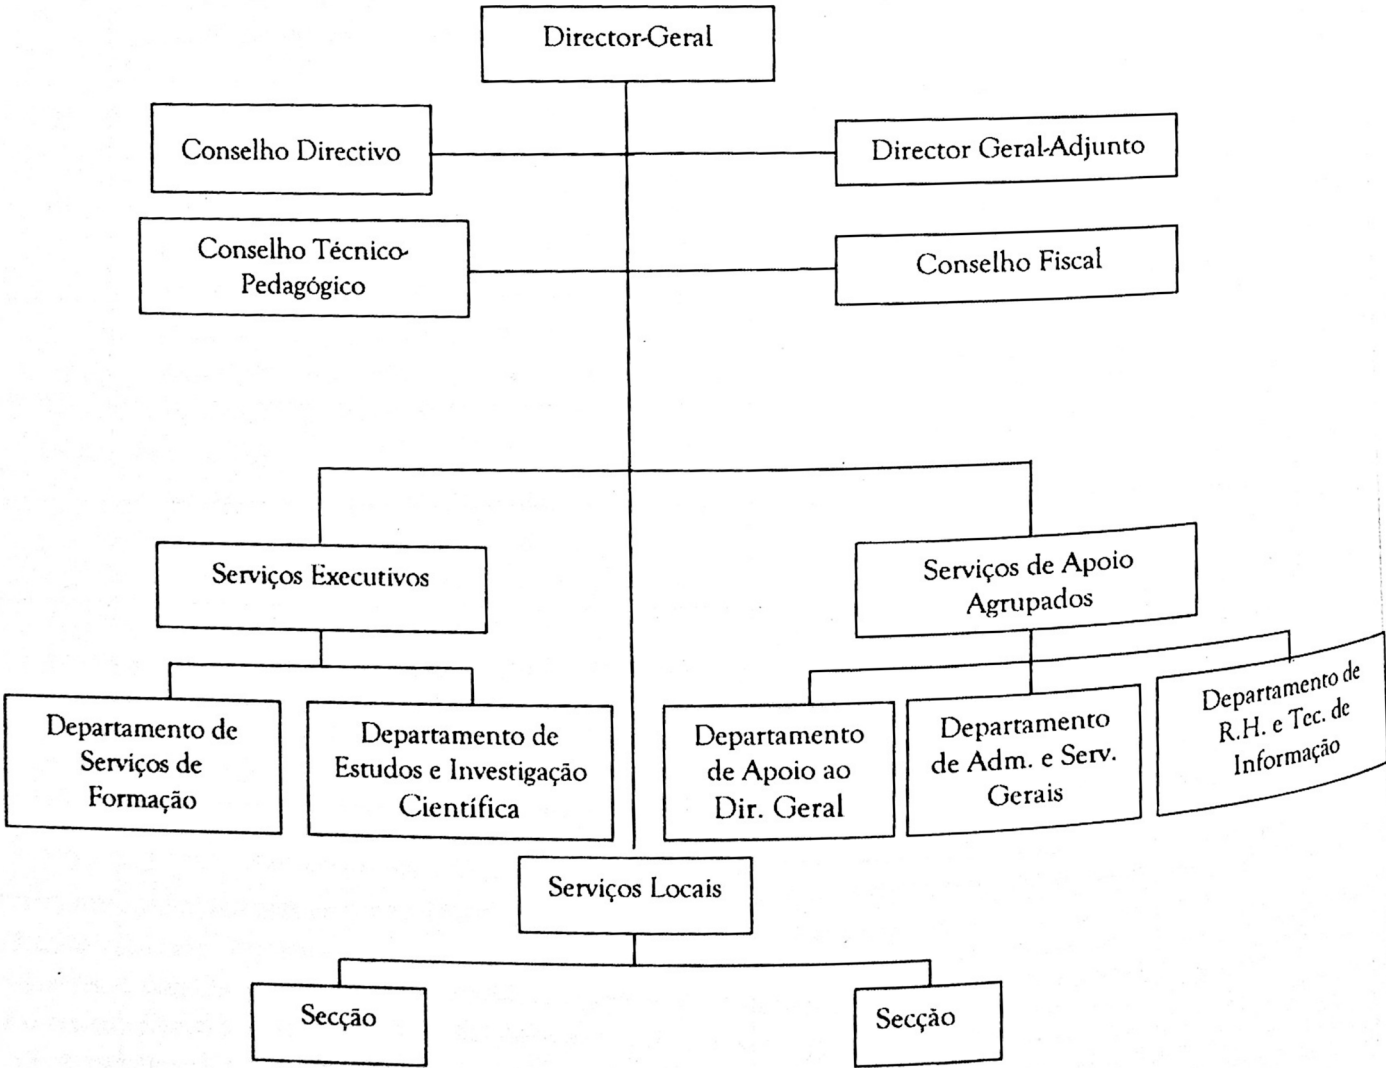 Director-Geral
Conselho Directivo
Director Geral-Adjunto
Conselho Técnico-
Pedagógico
Conselho Fiscal
Serviços Executivos
Serviços de Apoio
Agrupados
Departamento de
Serviços de
Formação
Departamento de
Estudos e Investigação
Científica
Departamento
de Apoio ao
Dir. Geral
Departamento
de Adm. e Serv.
Gerais
Departamento de
R.H. e Tec. de
Informação
Serviços Locais
Secção
Secção